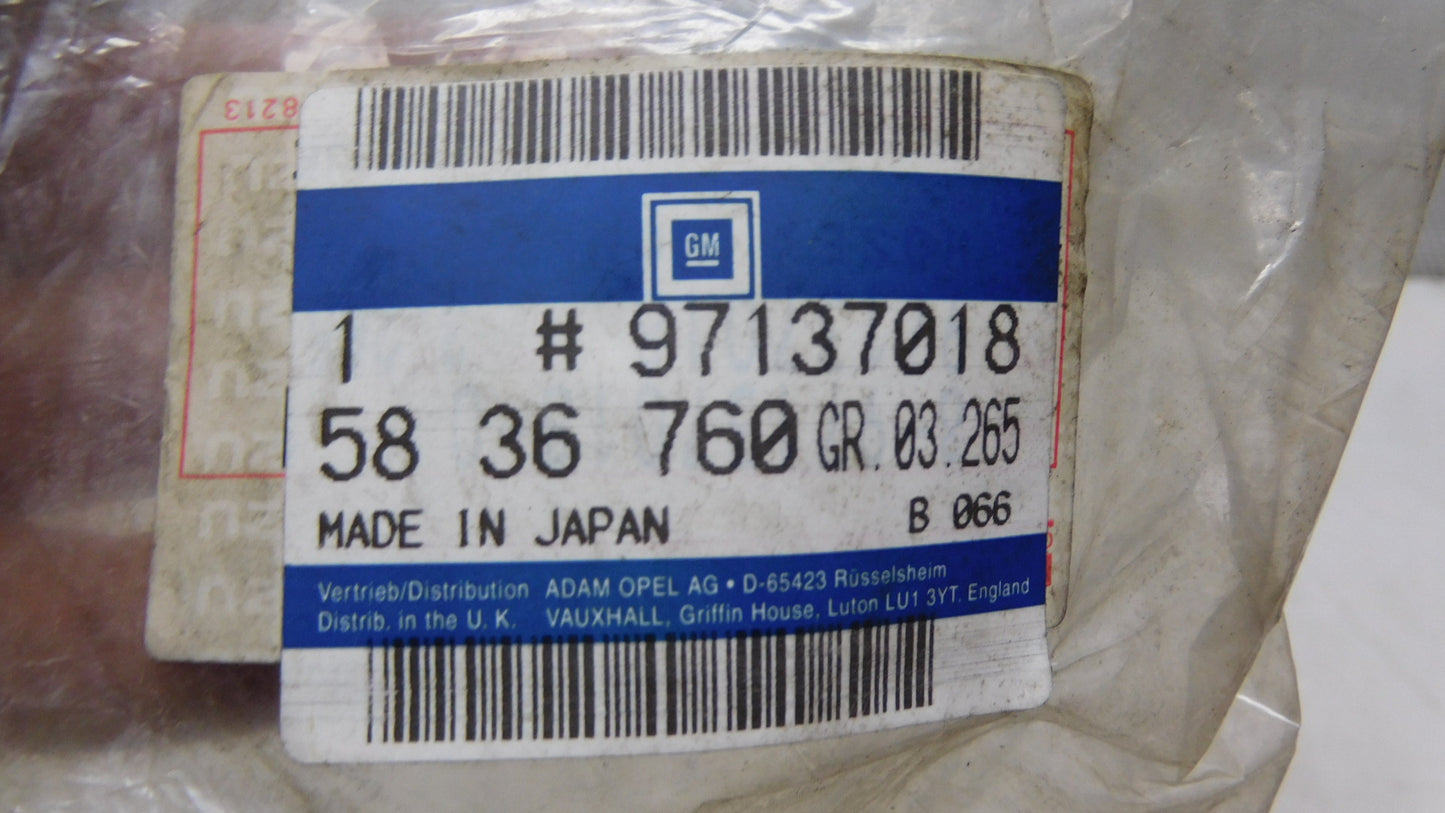 8213
GM
1 # 97137018
58 36 760 GR. 03.265
MADE IN JAPAN B 066
Vertrieb/Distribution ADAM OPEL AG • D-65423 Rüsselsheim
Distrib. in the U. K. VAUXHALL, Griffin House, Luton LU1 3YT. England